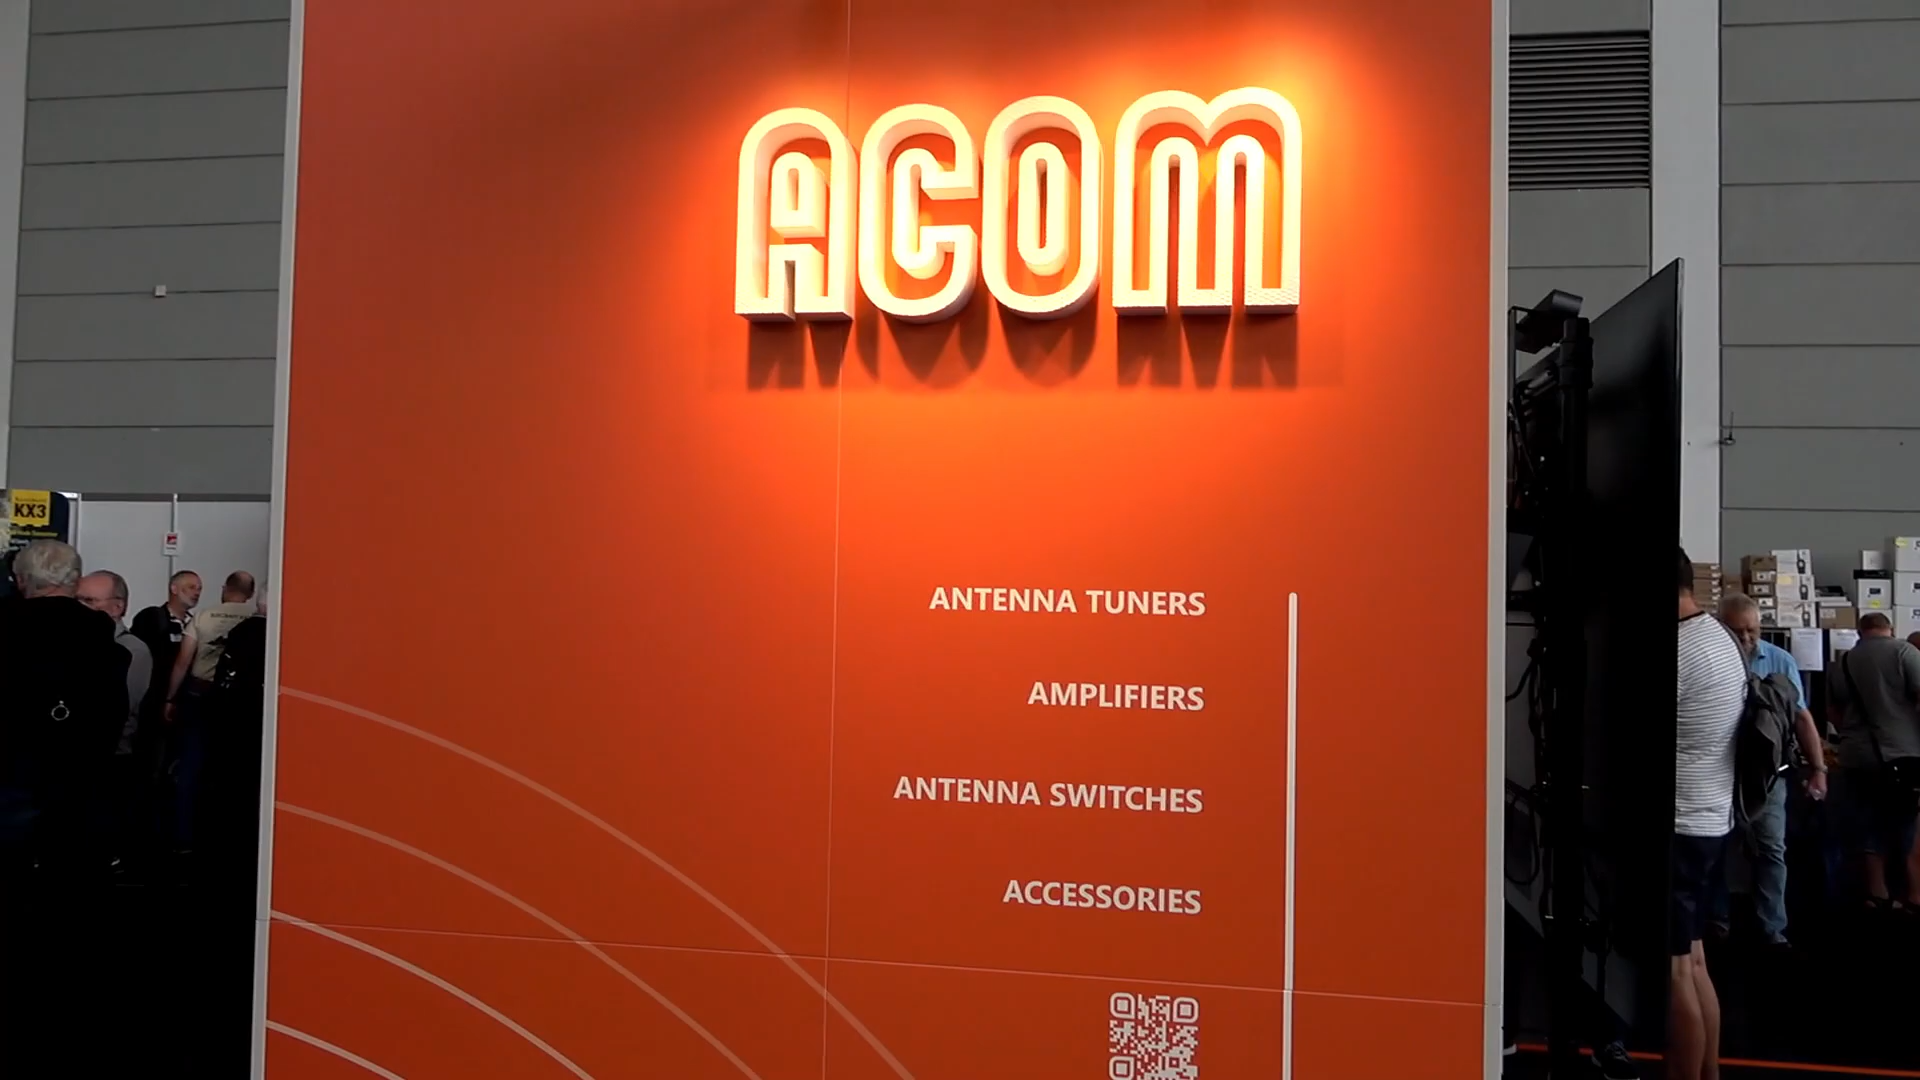 ACOM
ANTENNA TUNERS
AMPLIFIERS
ANTENNA SWITCHES
ACCESSORIES
KX3